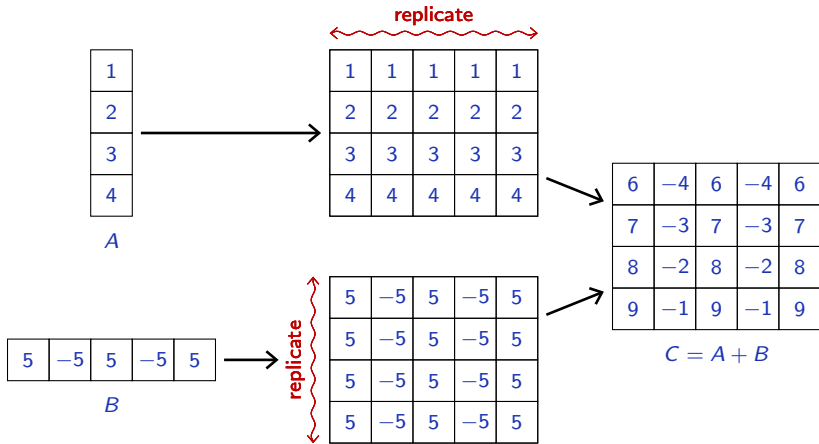 replicate
1
2
3
4
A
1 1 1 1 1
2 2 2 2 2
3 3 3 3 3
4 4 4 4 4
6 −4 6 −4 6
7 −3 7 −3 7
8 −2 8 −2 8
9 −1 9 −1 9
C = A + B
5 −5 5 −5 5
B
replicate
5 −5 5 −5 5
5 −5 5 −5 5
5 −5 5 −5 5
5 −5 5 −5 5